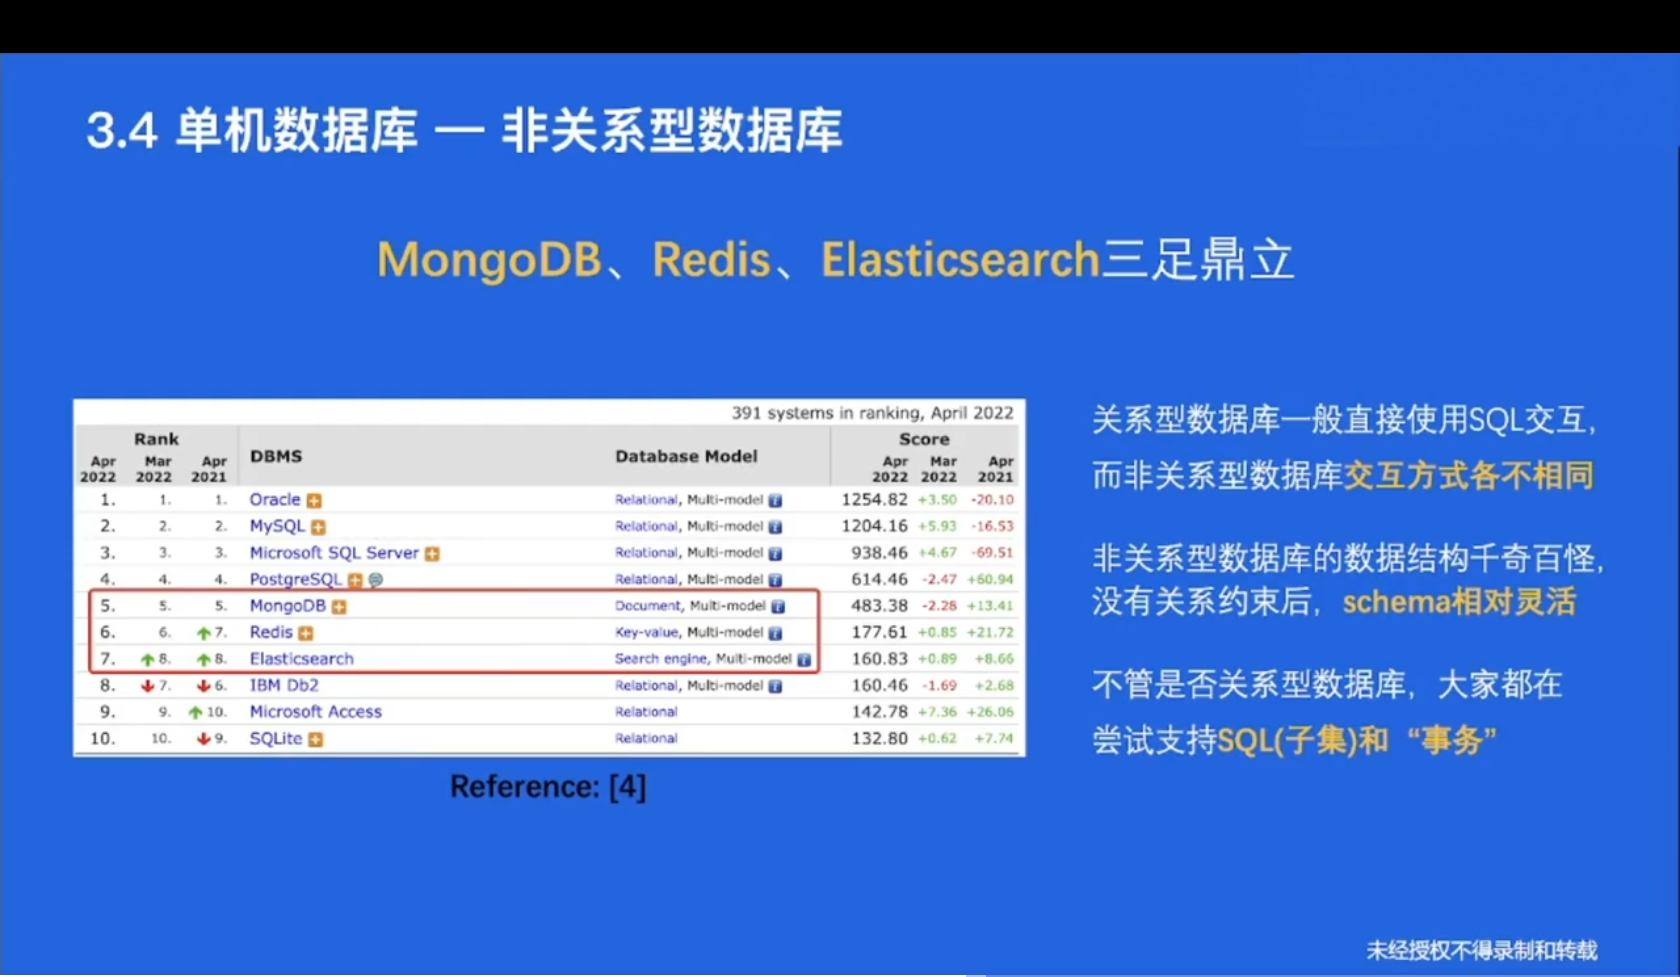 3.4 单机数据库 — 非关系型数据库
MongoDB、Redis、Elasticsearch三足鼎立
391 systems in ranking, April 2022
Rank DBMS Database Model Score
Apr 2022 Mar 2022 Apr 2021 Apr 2022 Mar 2022 Apr 2021
1. 1. 1. Oracle Relational, Multi-model 1254.82 +3.50 -20.10
2. 2. 2. MySQL Relational, Multi-model 1204.16 +5.93 -16.53
3. 3. 3. Microsoft SQL Server Relational, Multi-model 938.46 +4.67 -69.51
4. 4. 4. PostgreSQL Relational, Multi-model 614.46 -2.47 +60.94
5. 5. 5. MongoDB Document, Multi-model 483.38 -2.28 +13.41
6. 6. 7. Redis Key-value, Multi-model 177.61 +0.85 +21.72
7. 8. 8. Elasticsearch Search engine, Multi-model 160.83 +0.89 +8.66
8. 7. 6. IBM Db2 Relational, Multi-model 160.46 -1.69 +2.68
9. 9. 10. Microsoft Access Relational 142.78 +7.36 +26.06
10. 10. 9. SQLite Relational 132.80 +0.62 +7.74
Reference: [4]
关系型数据库一般直接使用SQL交互,
而非关系型数据库交互方式各不相同
非关系型数据库的数据结构千奇百怪,
没有关系约束后，schema相对灵活
不管是否关系型数据库，大家都在
尝试支持SQL(子集)和“事务”
未经授权不得录制和转载